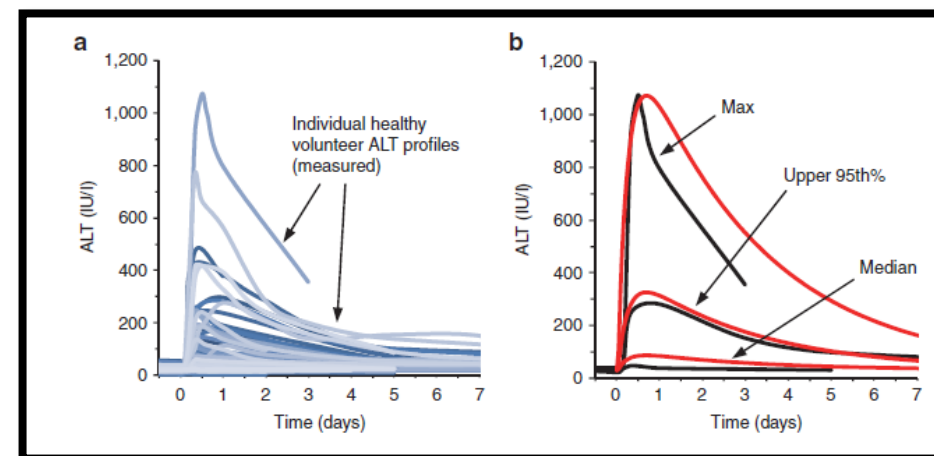 a
1,200
1,000
800
600
400
200
0
ALT (IU/l)
Individual healthy
volunteer ALT profiles
(measured)
0 1 2 3 4 5 6 7
Time (days)
b
1,200
1,000
800
600
400
200
0
ALT (IU/l)
Max
Upper 95th%
Median
0 1 2 3 4 5 6 7
Time (days)